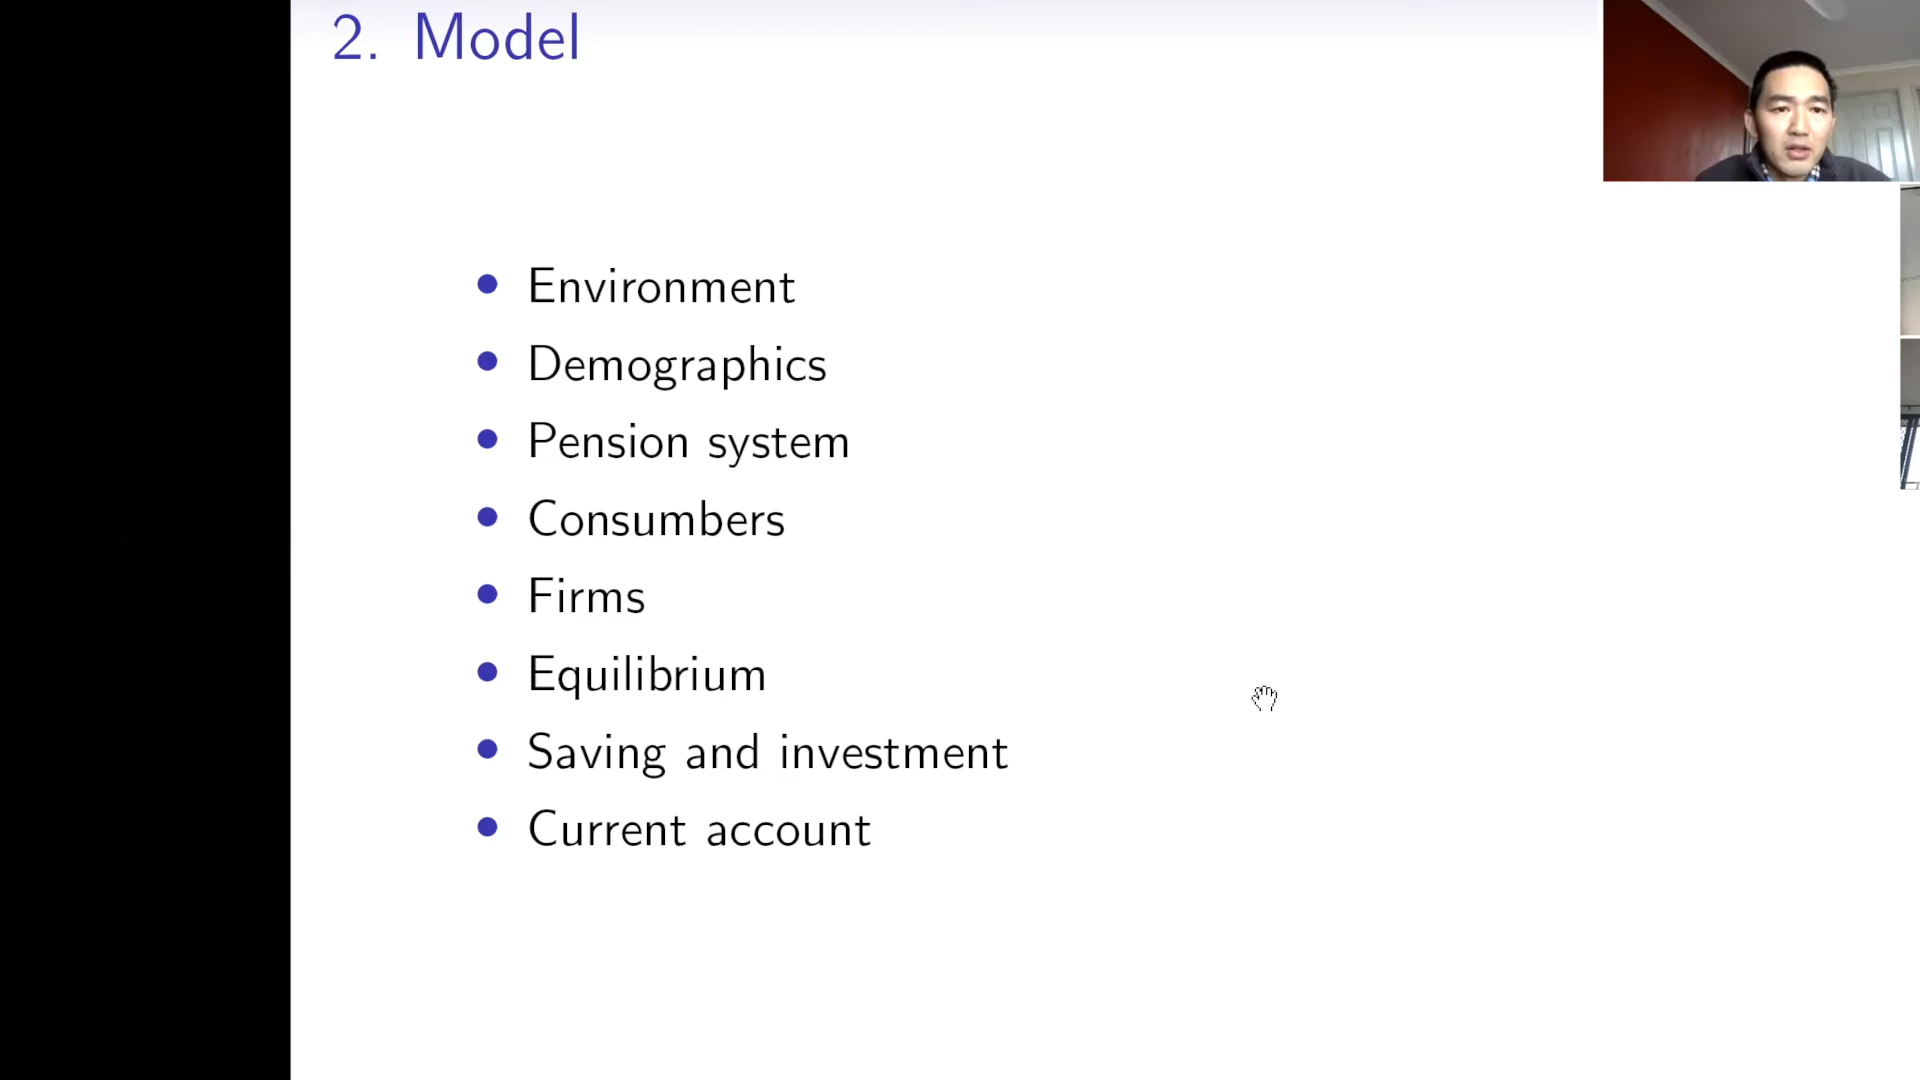 2. Model
Environment
Demographics
Pension system
Consumbers
Firms
Equilibrium
Saving and investment
Current account